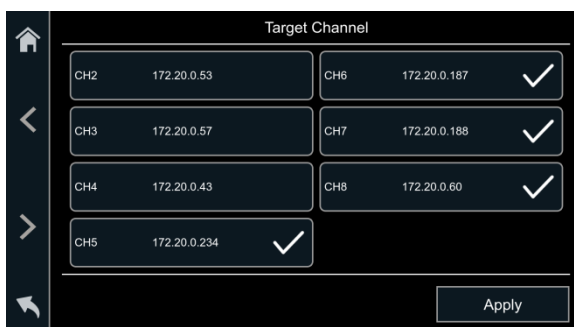 Target Channel
CH2 172.20.0.53
CH6 172.20.0.187
CH3 172.20.0.57
CH7 172.20.0.188
CH4 172.20.0.43
CH8 172.20.0.60
CH5 172.20.0.234
Apply